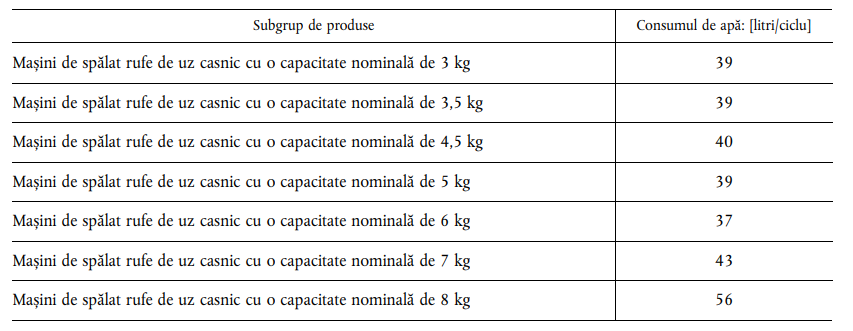 Subgrup de produse Consumul de apă: [litri/ciclu]
Mașini de spălat rufe de uz casnic cu o capacitate nominală de 3 kg 39
Mașini de spălat rufe de uz casnic cu o capacitate nominală de 3,5 kg 39
Mașini de spălat rufe de uz casnic cu o capacitate nominală de 4,5 kg 40
Mașini de spălat rufe de uz casnic cu o capacitate nominală de 5 kg 39
Mașini de spălat rufe de uz casnic cu o capacitate nominală de 6 kg 37
Mașini de spălat rufe de uz casnic cu o capacitate nominală de 7 kg 43
Mașini de spălat rufe de uz casnic cu o capacitate nominală de 8 kg 56